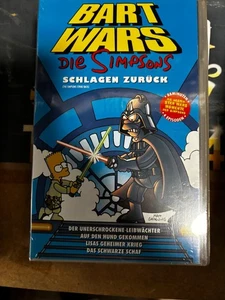 BART
WARS
DIE SIMPSONS
SCHLAGEN ZURÜCK
DER UNERSCHROCKENE LEIBWÄCHTER
AUF DEN HUND GEKOMMEN
LISAS GEHEIMER KRIEG
DAS SCHWARZE SCHAF